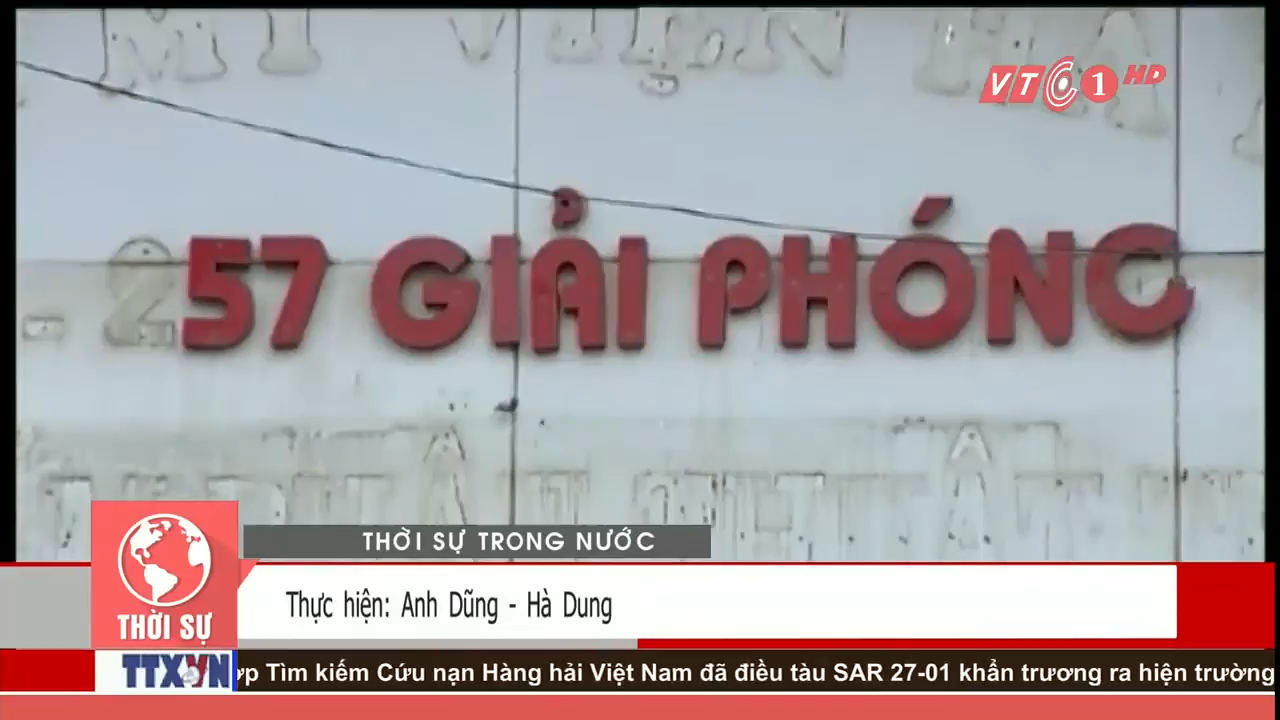 VTC1 HD
257 GIẢI PHÓNG
THỜI SỰ TRONG NƯỚC
Thực hiện: Anh Dũng - Hà Dung
THỜI SỰ
TTXVN
Tìm kiếm Cứu nạn Hàng hải Việt Nam đã điều tàu SAR 27-01 khẩn trương ra hiện trường